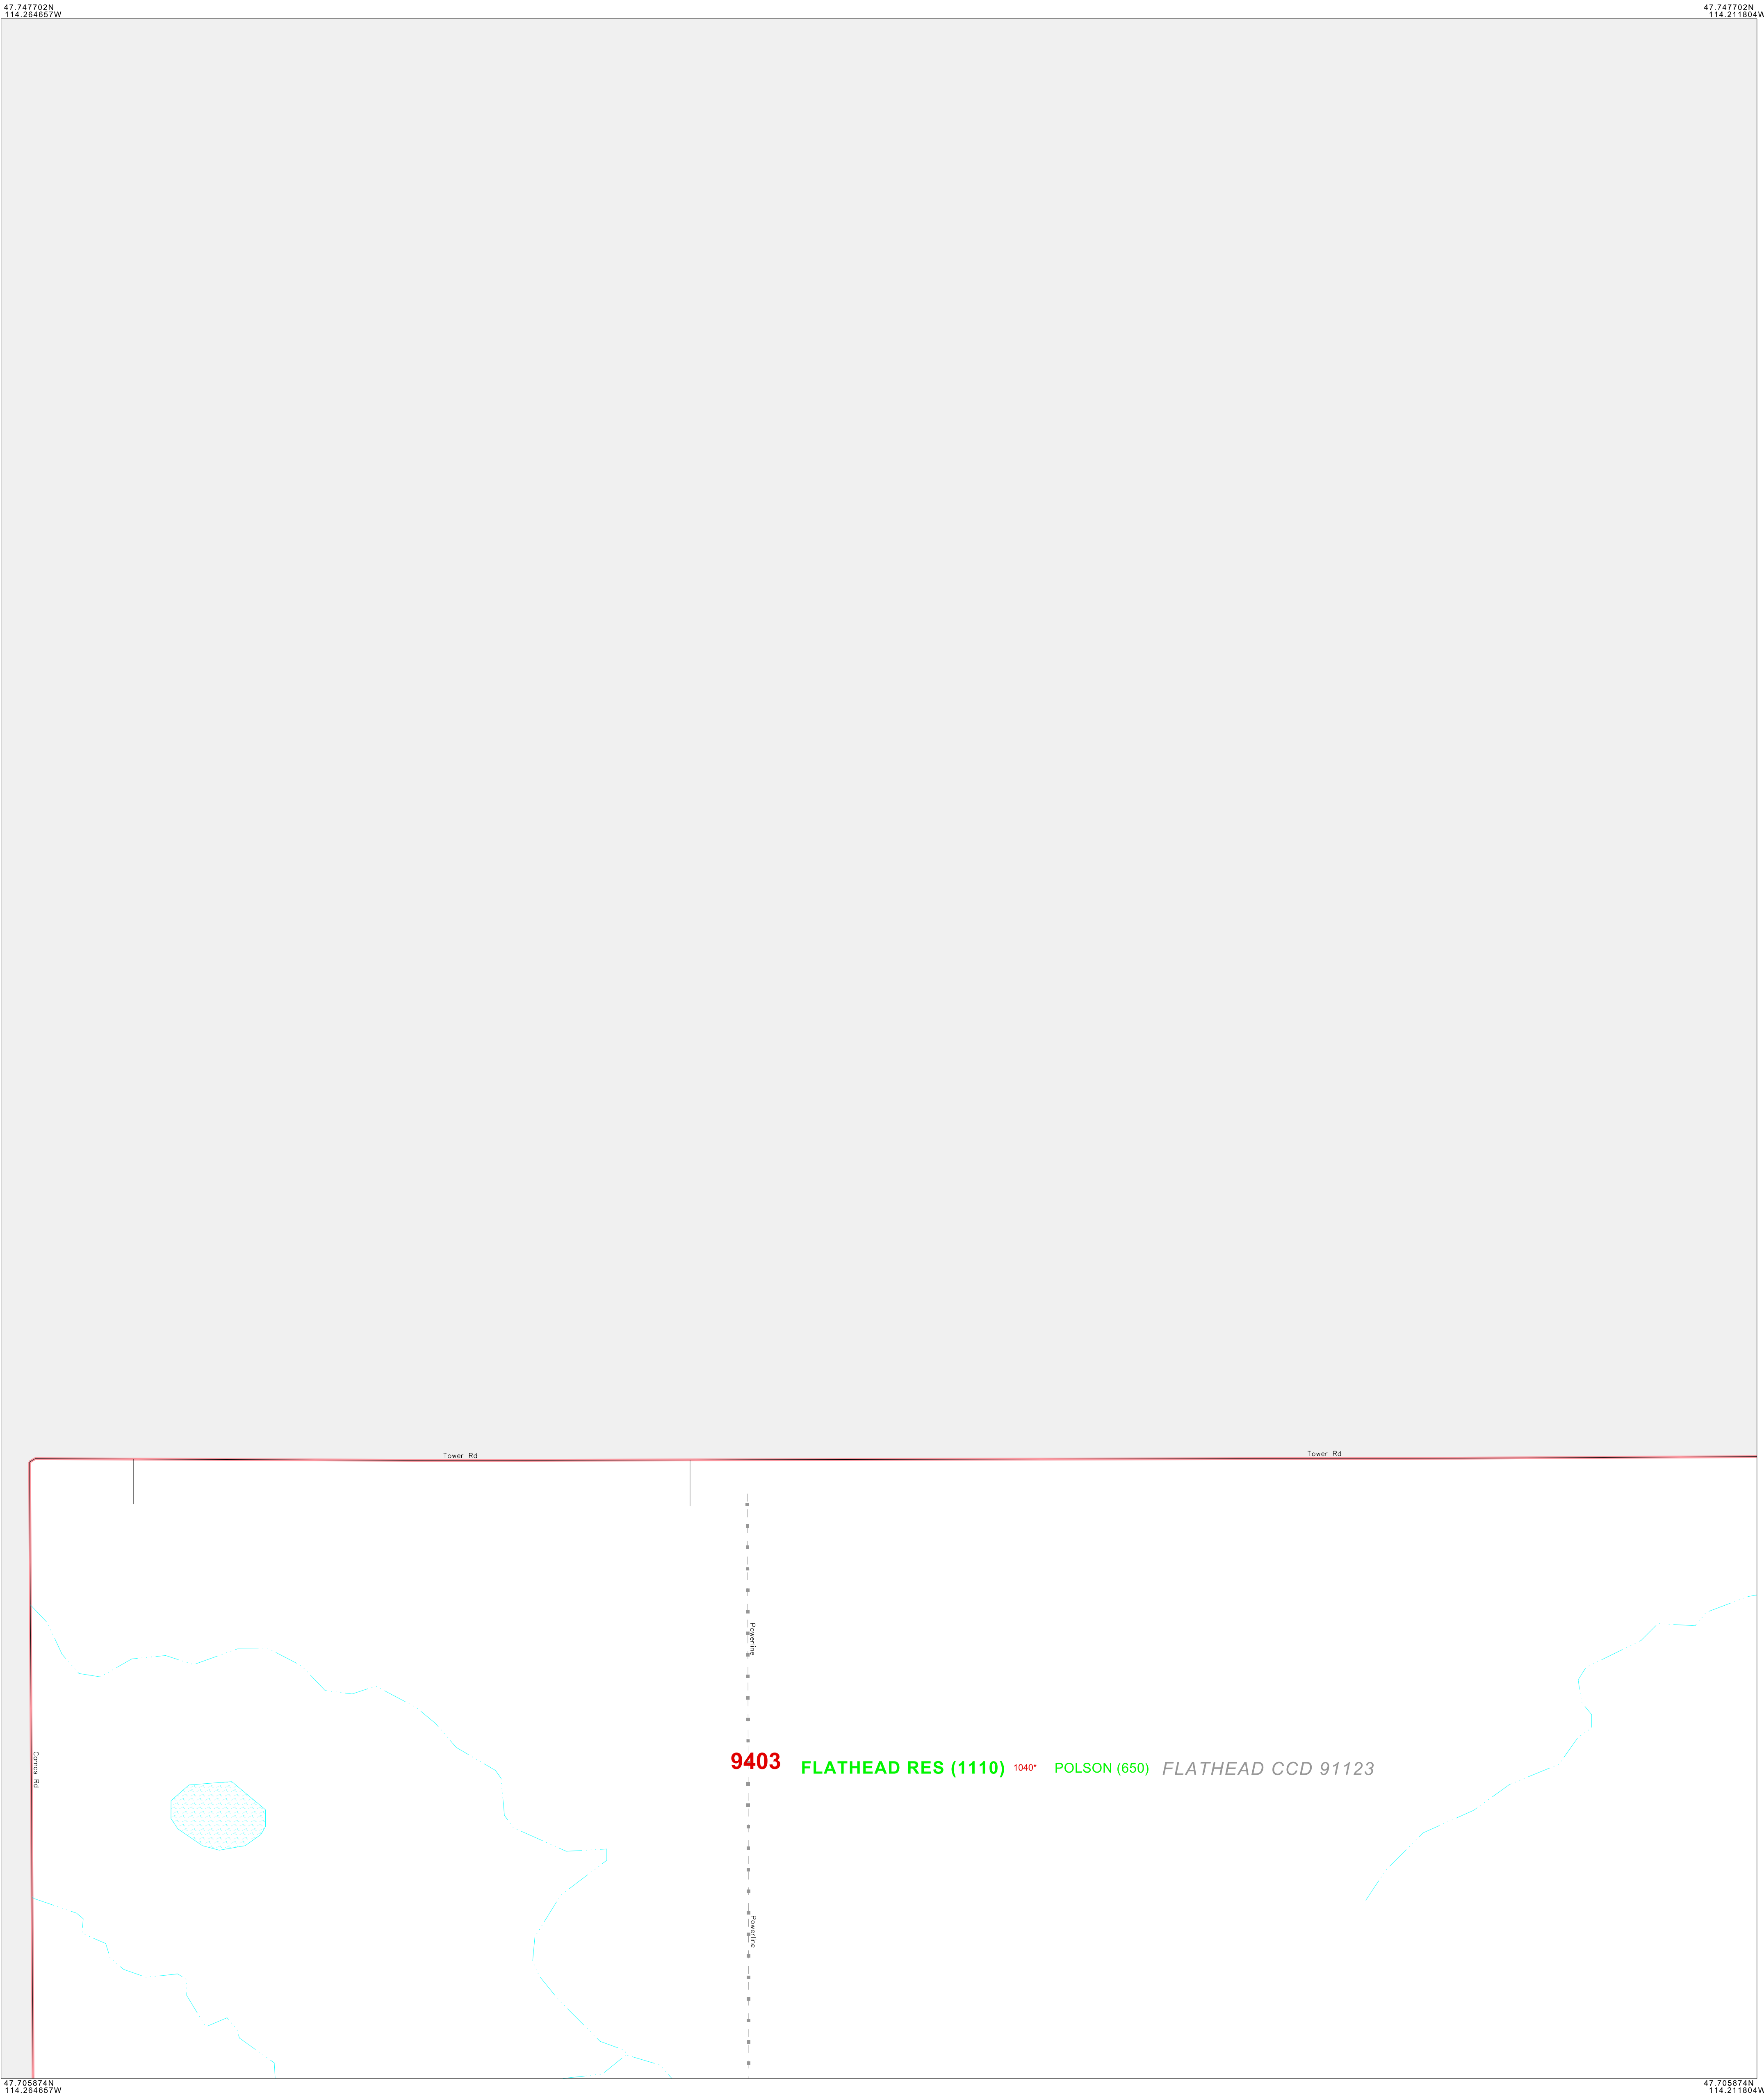 47.747702N
114.264657W
47.747702N
114.211804W
Tower Rd
Tower Rd
Powerline
Camas Rd
9403
FLATHEAD RES (1110)
1040*
POLSON (650)
FLATHEAD CCD 91123
Powerline
47.705874N
114.264657W
47.705874N
114.211804W